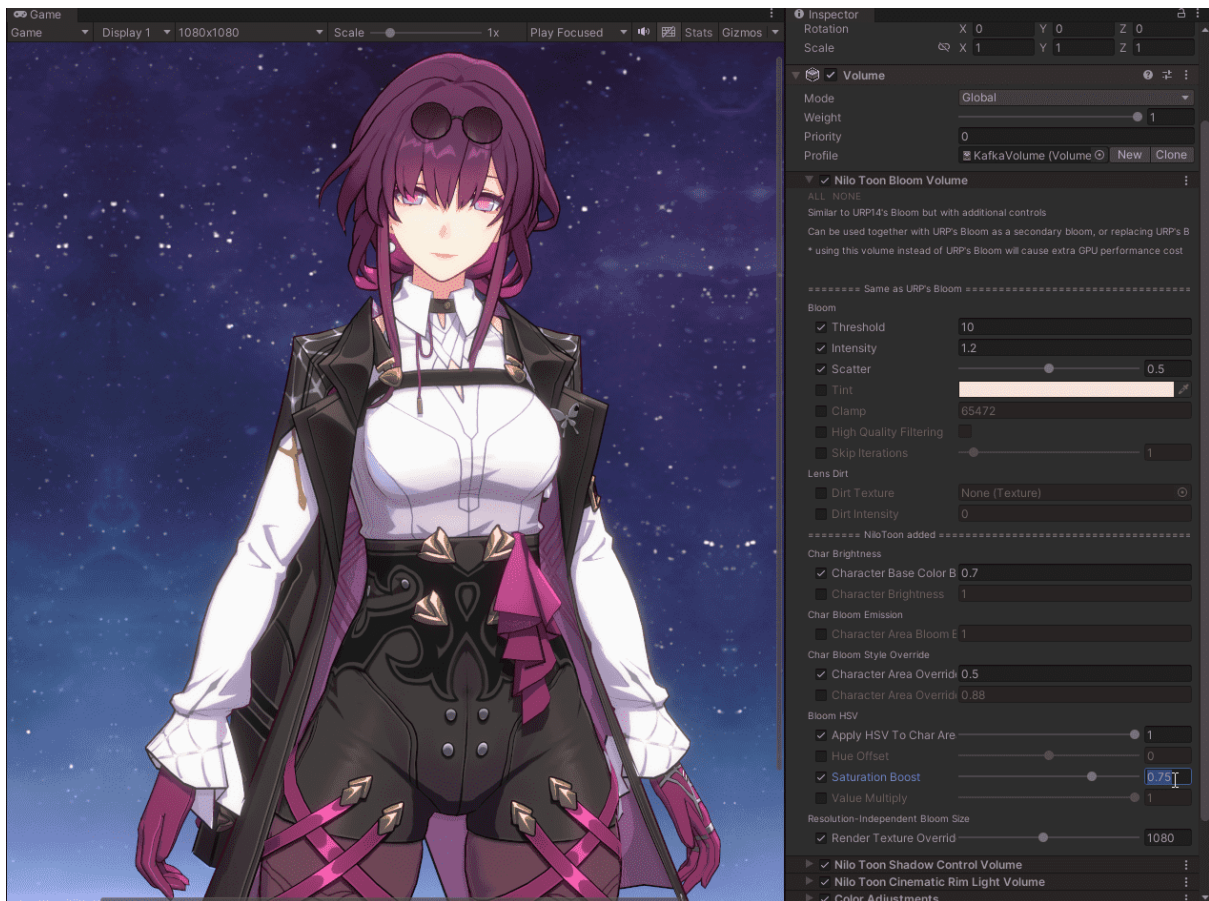 Game
Game Display 1 1080x1080 Scale 1x Play Focused Stats Gizmos
Inspector
Rotation X 0 Y 0 Z 0
Scale X 1 Y 1 Z 1
Volume
Mode Global
Weight 1
Priority 0
Profile KafkaVolume (Volume New Clone
Nilo Toon Bloom Volume
ALL NONE
Similar to URP14's Bloom but with additional controls
Can be used together with URP's Bloom as a secondary bloom, or replacing URP's B
* using this volume instead of URP's Bloom will cause extra GPU performance cost
======== Same as URP's Bloom ==================================
Bloom
Threshold 10
Intensity 1.2
Scatter 0.5
Tint
Clamp 65472
High Quality Filtering
Skip Iterations 1
Lens Dirt
Dirt Texture None (Texture)
Dirt Intensity 0
======== NiloToon added ======================================
Char Brightness
Character Base Color B 0.7
Character Brightness 1
Char Bloom Emission
Character Area Bloom E 1
Char Bloom Style Override
Character Area Overrid 0.5
Character Area Overrid 0.88
Bloom HSV
Apply HSV To Char Are 1
Hue Offset 0
Saturation Boost 0.75
Value Multiply 1
Resolution-Independent Bloom Size
Render Texture Overrid 1080
Nilo Toon Shadow Control Volume
Nilo Toon Cinematic Rim Light Volume
Color Adjustments